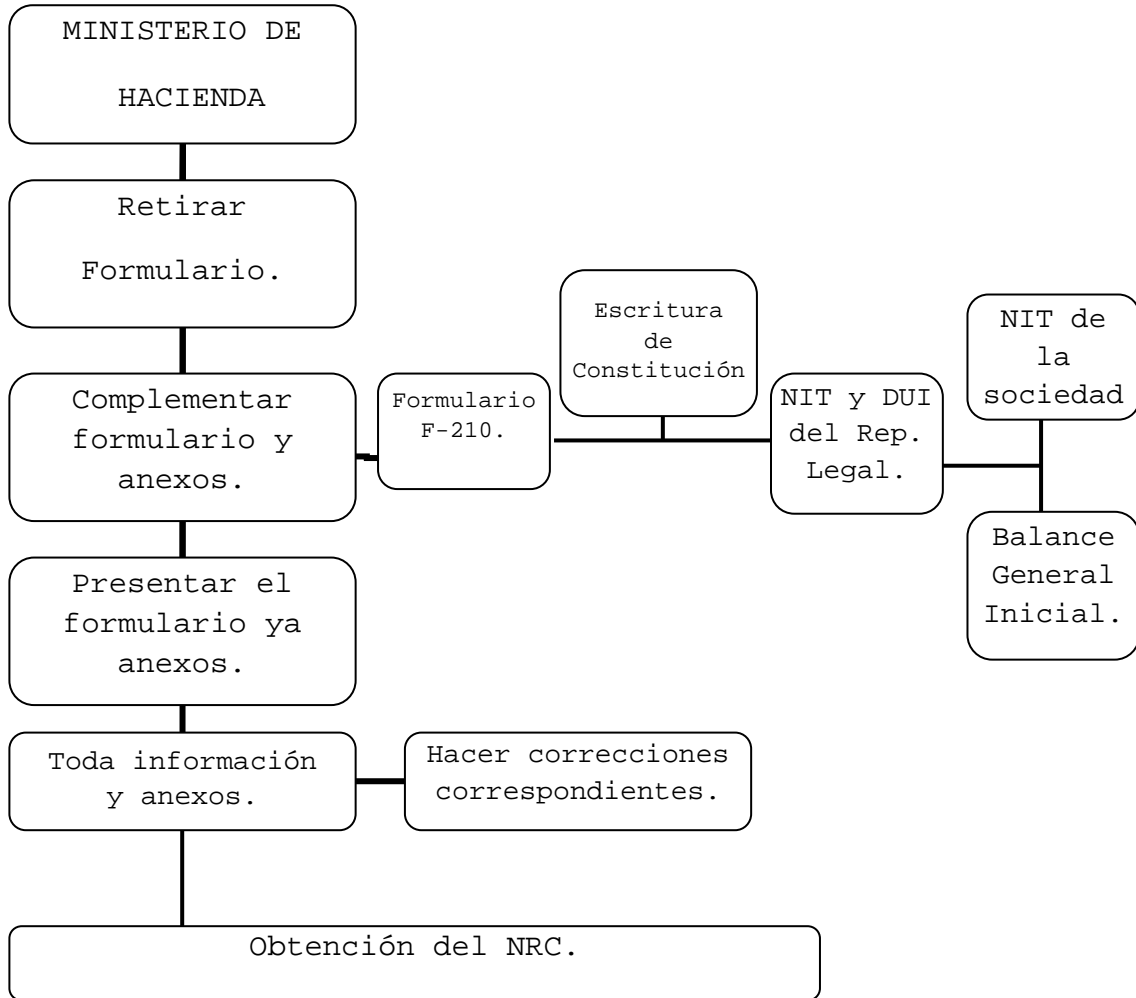 MINISTERIO DE
HACIENDA
Retirar
Formulario.
Complementar
formulario y
anexos.
Formulario
F-210.
Escritura
de
Constitución
NIT y DUI
del Rep.
Legal.
NIT de
la
sociedad
Balance
General
Inicial.
Presentar el
formulario ya
anexos.
Toda información
y anexos.
Hacer correcciones
correspondientes.
Obtención del NRC.